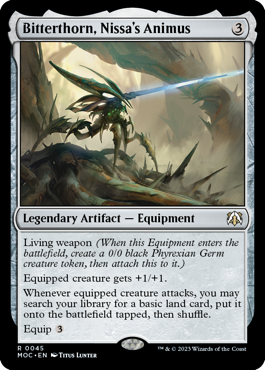 Bitterthorn, Nissa's Animus 3
Legendary Artifact — Equipment
Living weapon (When this Equipment enters the
battlefield, create a 0/0 black Phyrexian Germ
creature token, then attach this to it.)
Equipped creature gets +1/+1.
Whenever equipped creature attacks, you may
search your library for a basic land card, put it
onto the battlefield tapped, then shuffle.
Equip 3
R 0045
MOC • EN TITUS LUNTER
™ & © 2023 Wizards of the Coast